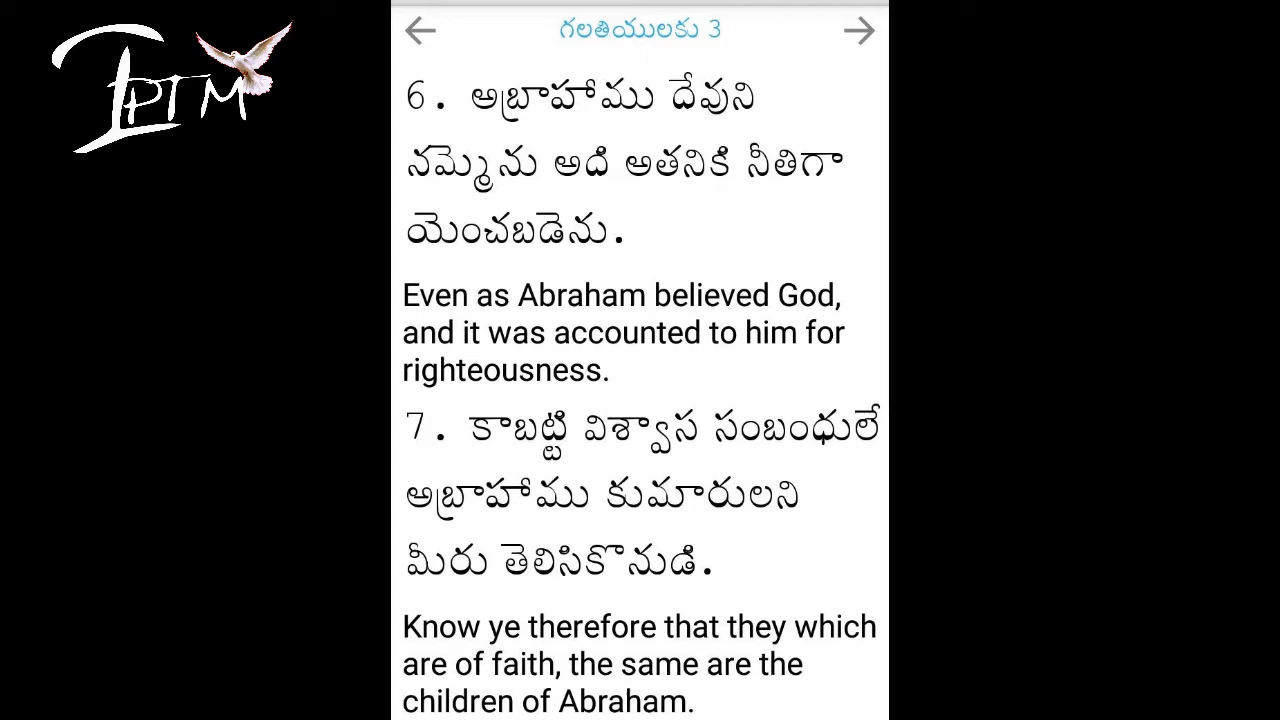 IPTM
గలతియులకు 3
6. అబ్రాహాము దేవుని
నమ్మెను అది అతనికి నీతిగా
యెంచబడెను.
Even as Abraham believed God,
and it was accounted to him for
righteousness.
7. కాబట్టి విశ్వాస సంబంధులే
అబ్రాహాము కుమారులని
మీరు తెలిసికొనుడి.
Know ye therefore that they which
are of faith, the same are the
children of Abraham.